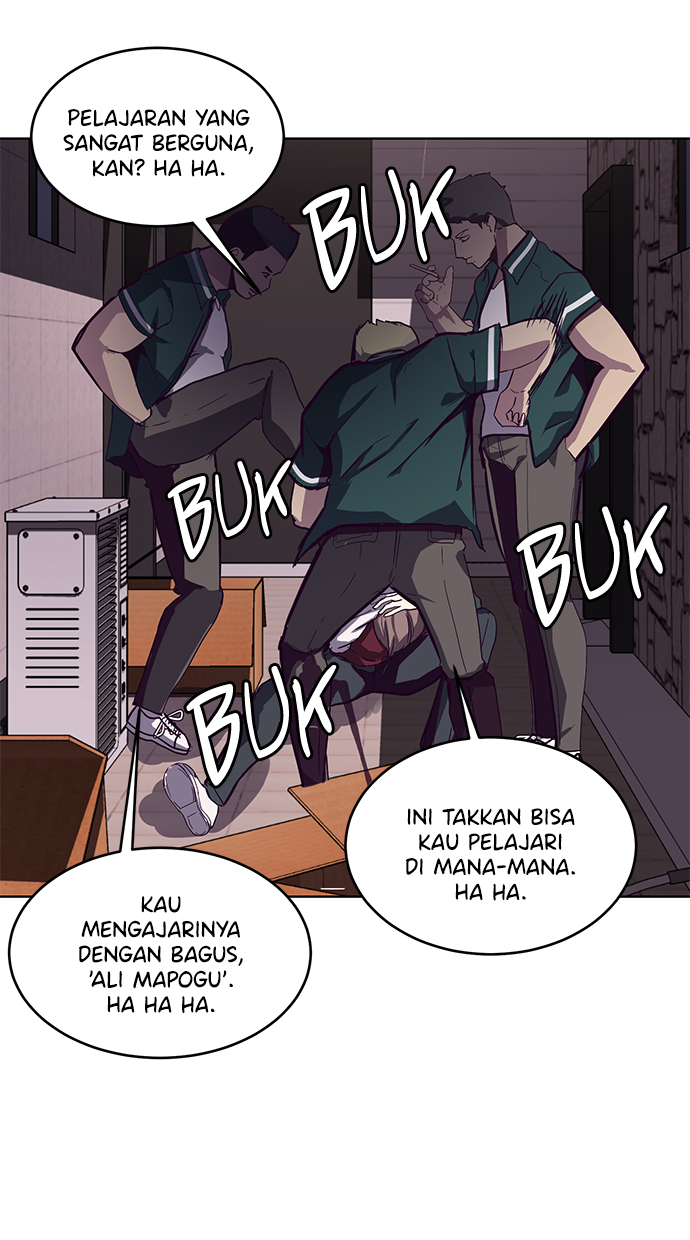 PELAJARAN YANG
SANGAT BERGUNA,
KAN? HA HA.
BUK
BUK
BUK
BUK
INI TAKKAN BISA
KAU PELAJARI
DI MANA-MANA.
HA HA.
KAU
MENGAJARINYA
DENGAN BAGUS,
'ALI MAPOGU'.
HA HA HA.